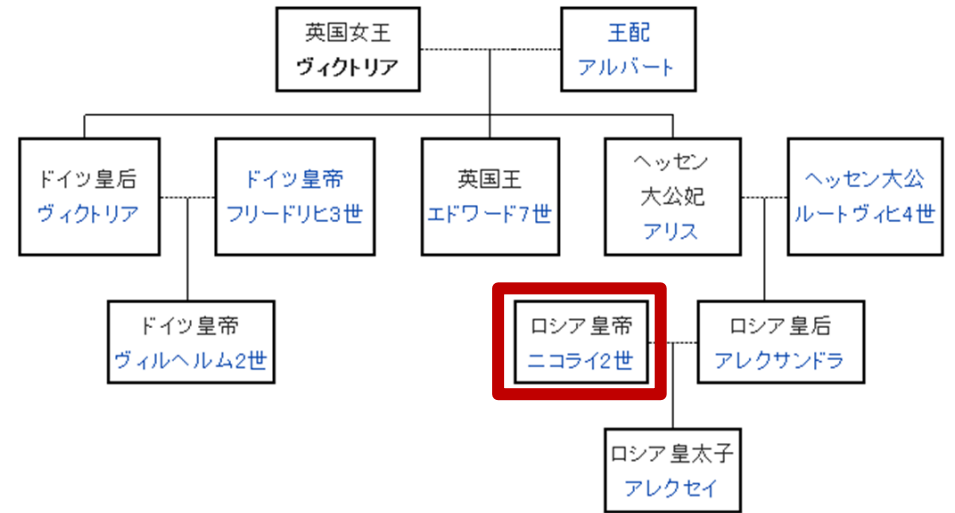 英国女王
ヴィクトリア
王配
アルバート
ドイツ皇后
ヴィクトリア
ドイツ皇帝
フリードリヒ3世
英国王
エドワード7世
ヘッセン
大公妃
アリス
ヘッセン大公
ルートヴィヒ4世
ドイツ皇帝
ヴィルヘルム2世
ロシア皇帝
ニコライ2世
ロシア皇后
アレクサンドラ
ロシア皇太子
アレクセイ